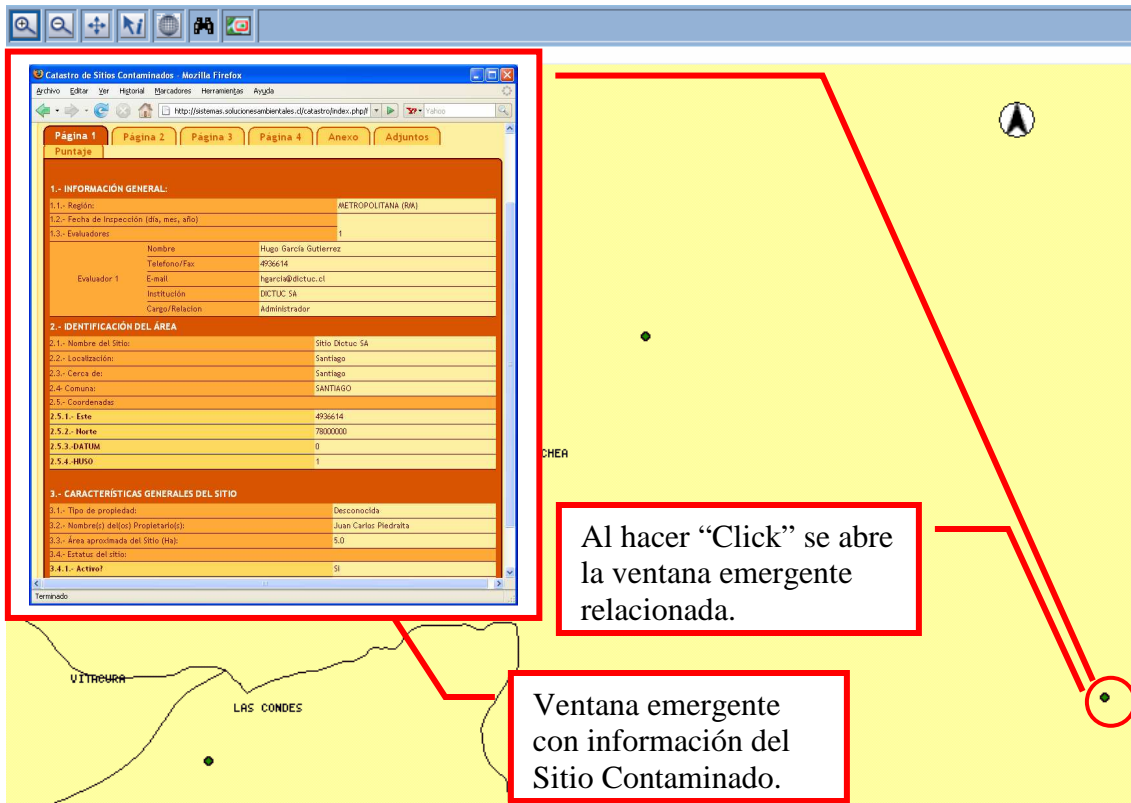 Catastro de Sitios Contaminados - Mozilla Firefox
Archivo Editar Ver Historial Marcadores Herramientas Ayuda
http://sistemas.solucionesambientales.cl/catastro/index.php/f Yahoo
Página 1 Página 2 Página 3 Página 4 Anexo Adjuntos
Puntaje
1.- INFORMACIÓN GENERAL:
1.1.- Región: METROPOLITANA (RM)
1.2.- Fecha de Inspección (día, mes, año)
1.3.- Evaluadores 1
Evaluador 1
Nombre Hugo García Gutierrez
Telefono/Fax 4936614
E-mail hgarcia@dictuc.cl
Institución DICTUC SA
Cargo/Relacion Administrador
2.- IDENTIFICACIÓN DEL ÁREA
2.1.- Nombre del Sitio: Sitio Dictuc SA
2.2.- Localización: Santiago
2.3.- Cerca de: Santiago
2.4- Comuna: SANTIAGO
2.5.- Coordenadas
2.5.1.- Este 4936614
2.5.2.- Norte 78000000
2.5.3.-DATUM 0
2.5.4.-HUSO 1
3.- CARACTERÍSTICAS GENERALES DEL SITIO
3.1.- Tipo de propiedad: Desconocida
3.2.- Nombre(s) del(os) Propietario(s): Juan Carlos Piedraita
3.3.- Área aproximada del Sitio (Ha): 5.0
3.4.- Estatus del sitio:
3.4.1.- Activo? SI
Terminado
CHEA
Al hacer “Click” se abre
la ventana emergente
relacionada.
VITACURA
LAS CONDES
Ventana emergente
con información del
Sitio Contaminado.